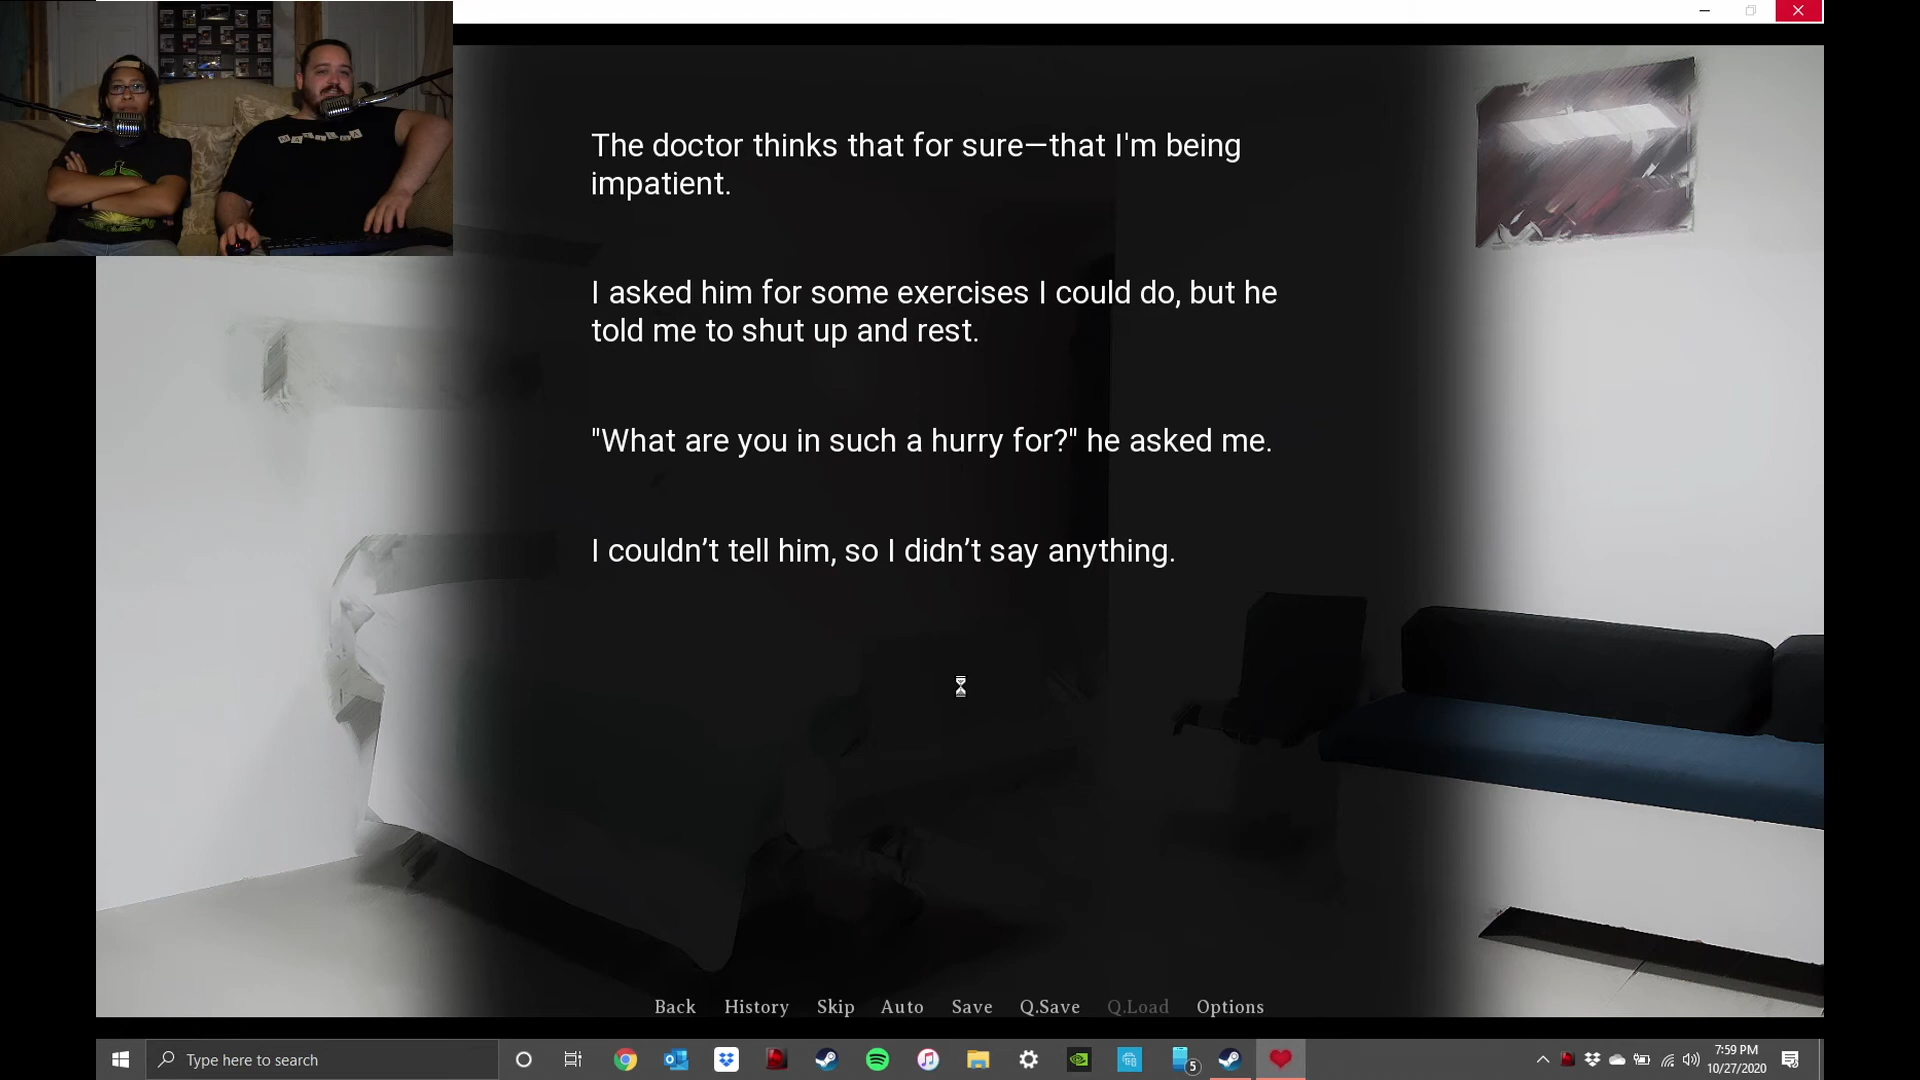 The doctor thinks that for sure—that I'm being
impatient.
I asked him for some exercises I could do, but he
told me to shut up and rest.
"What are you in such a hurry for?" he asked me.
I couldn’t tell him, so I didn’t say anything.
Back History Skip Auto Save Q.Save Q.Load Options
Type here to search
5
7:59 PM
10/27/2020